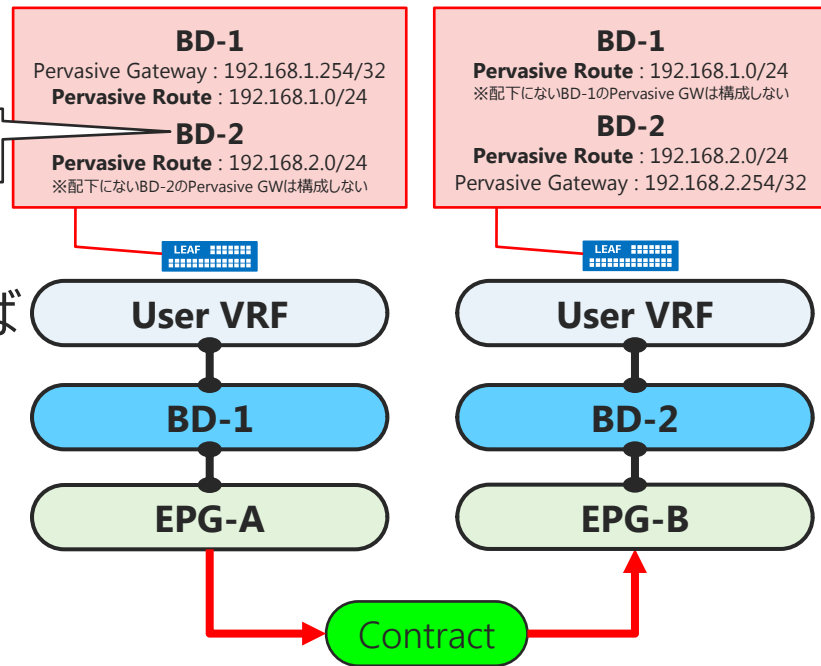 BD-1
Pervasive Gateway : 192.168.1.254/32
Pervasive Route : 192.168.1.0/24
BD-2
Pervasive Route : 192.168.2.0/24
※配下にないBD-2のPervasive GWは構成しない
BD-1
Pervasive Route : 192.168.1.0/24
※配下にないBD-1のPervasive GWは構成しない
BD-2
Pervasive Route : 192.168.2.0/24
Pervasive Gateway : 192.168.2.254/32
LEAF
LEAF
ば
User VRF
User VRF
BD-1
BD-2
EPG-A
EPG-B
Contract